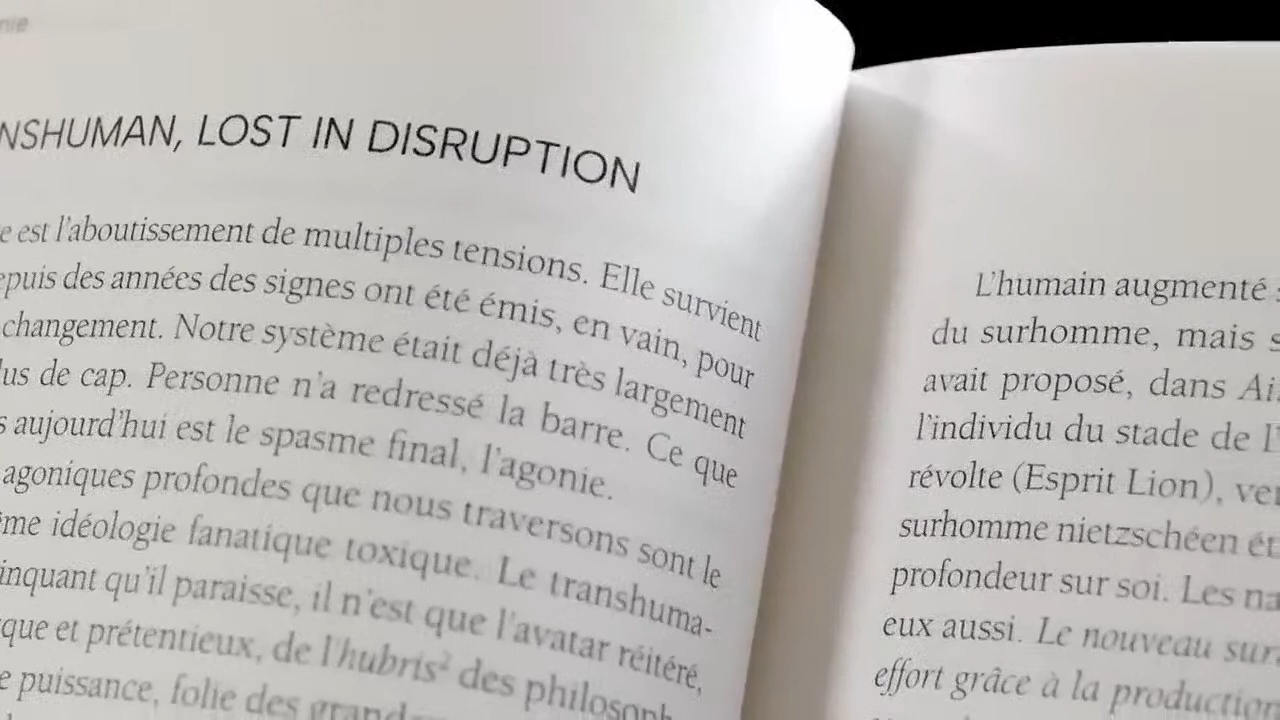 nie
NSHUMAN, LOST IN DISRUPTION
e est l'aboutissement de multiples tensions. Elle survient
epuis des années des signes ont été émis, en vain, pour
changement. Notre système était déjà très largement
lus de cap. Personne n'a redressé la barre. Ce que
s aujourd'hui est le spasme final, l'agonie.
agoniques profondes que nous traversons sont le
ême idéologie fanatique toxique. Le transhuma-
inquant qu'il paraisse, il n'est que l'avatar réitéré,
que et prétentieux, de l'hubris² des philosoph
e puissance, folie des grande
L'humain augmenté s
du surhomme, mais s
avait proposé, dans Ai
l'individu du stade de l'
révolte (Esprit Lion), ver
surhomme nietzschéen ét
profondeur sur soi. Les na
eux aussi. Le nouveau sur
effort grâce à la production